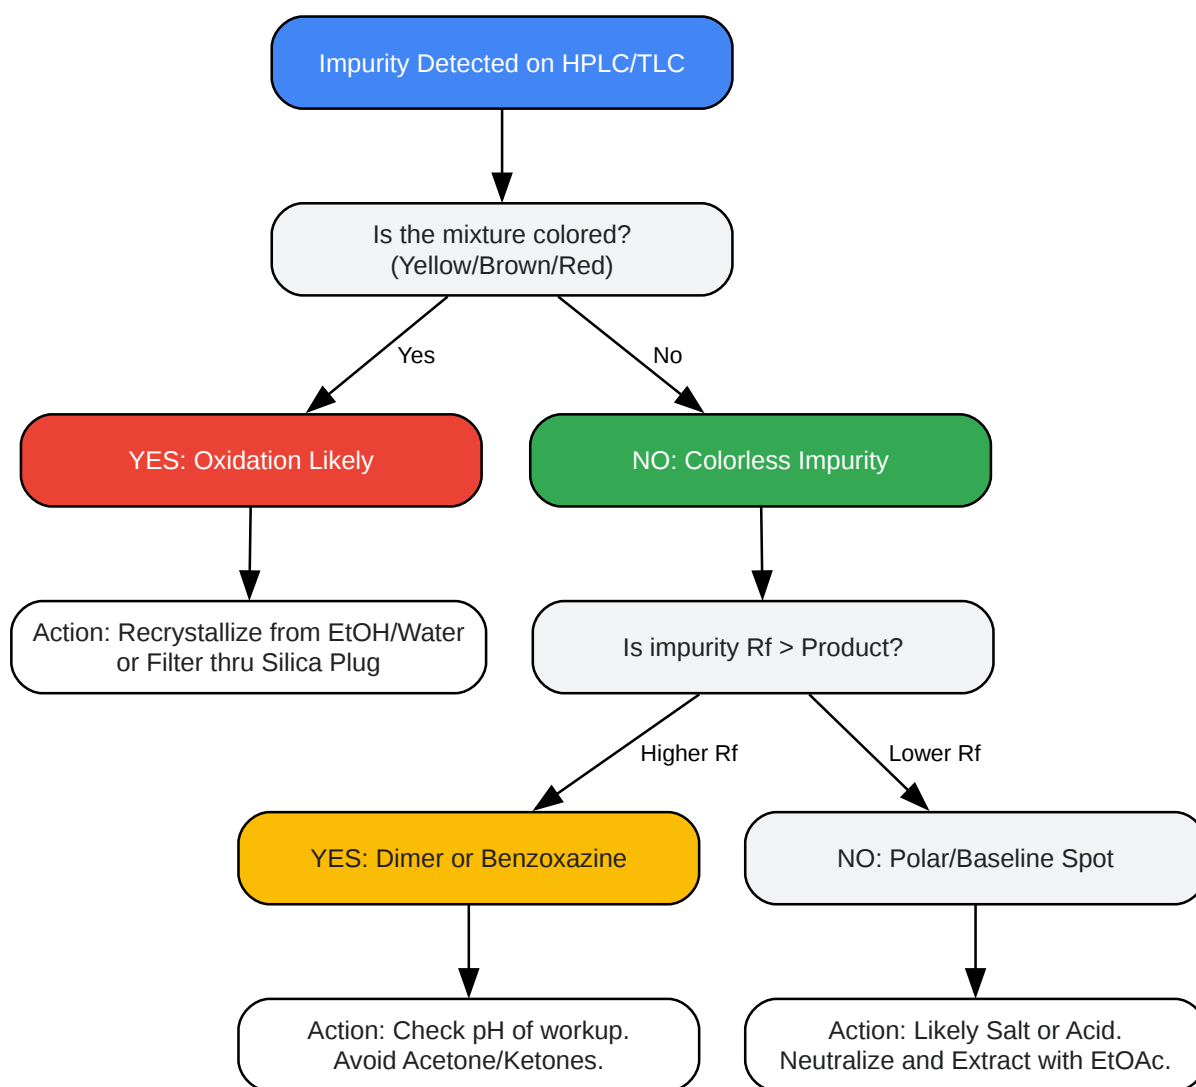 Impurity Detected on HPLC/TLC
Is the mixture colored?
(Yellow/Brown/Red)
Yes
No
YES: Oxidation Likely
NO: Colorless Impurity
Action: Recrystallize from EtOH/Water
or Filter thru Silica Plug
Is impurity Rf > Product?
Higher Rf
Lower Rf
YES: Dimer or Benzoxazine
NO: Polar/Baseline Spot
Action: Check pH of workup.
Avoid Acetone/Ketones.
Action: Likely Salt or Acid.
Neutralize and Extract with EtOAc.